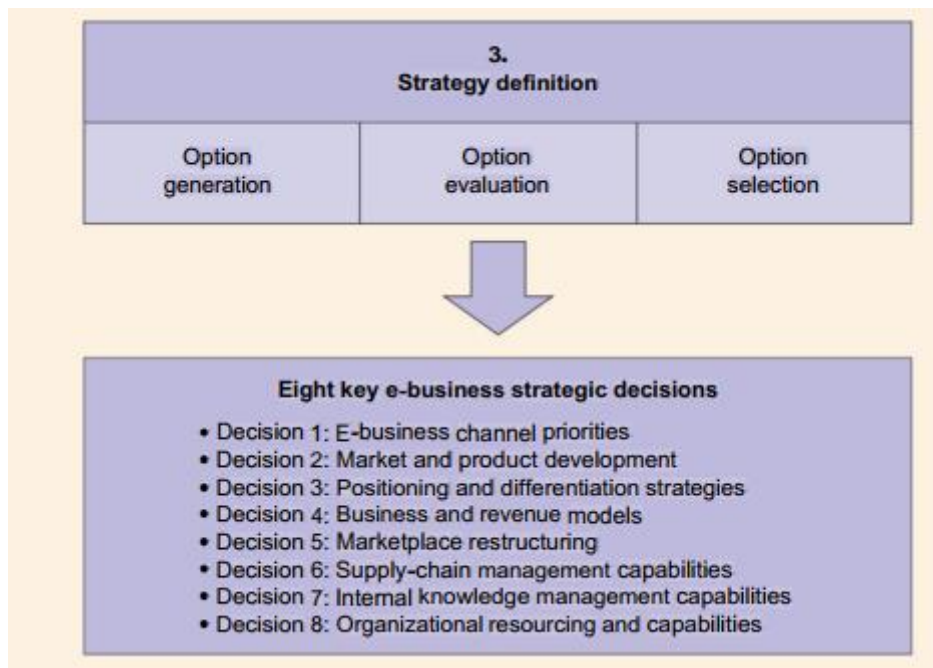 3.
Strategy definition
Option
generation
Option
evaluation
Option
selection
Eight key e-business strategic decisions
• Decision 1: E-business channel priorities
• Decision 2: Market and product development
• Decision 3: Positioning and differentiation strategies
• Decision 4: Business and revenue models
• Decision 5: Marketplace restructuring
• Decision 6: Supply-chain management capabilities
• Decision 7: Internal knowledge management capabilities
• Decision 8: Organizational resourcing and capabilities